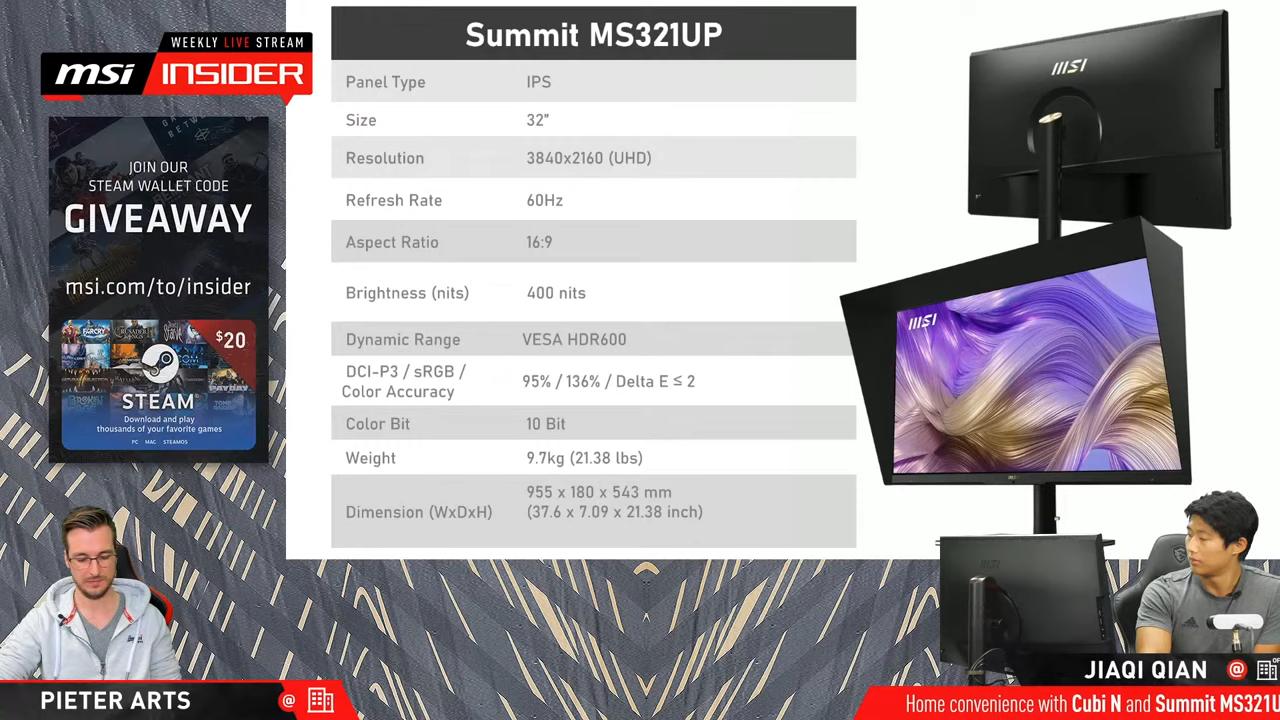 WEEKLY LIVE STREAM
msi INSIDER
JOIN OUR
STEAM WALLET CODE
GIVEAWAY
msi.com/to/insider
$20
FARCRY
PAYDAY
STEAM
Download and play
thousands of your favorite games
PC MAC STEAMOS
Summit MS321UP
Panel Type IPS
Size 32"
Resolution 3840x2160 (UHD)
Refresh Rate 60Hz
Aspect Ratio 16:9
Brightness (nits) 400 nits
Dynamic Range VESA HDR600
DCI-P3 / sRGB /
Color Accuracy
95% / 136% / Delta E ≤ 2
Color Bit 10 Bit
Weight 9.7kg (21.38 lbs)
Dimension (WxDxH)
955 x 180 x 543 mm
(37.6 x 7.09 x 21.38 inch)
msi
msi
msi
PIETER ARTS @
JIAQI QIAN @
Home convenience with Cubi N and Summit MS321U